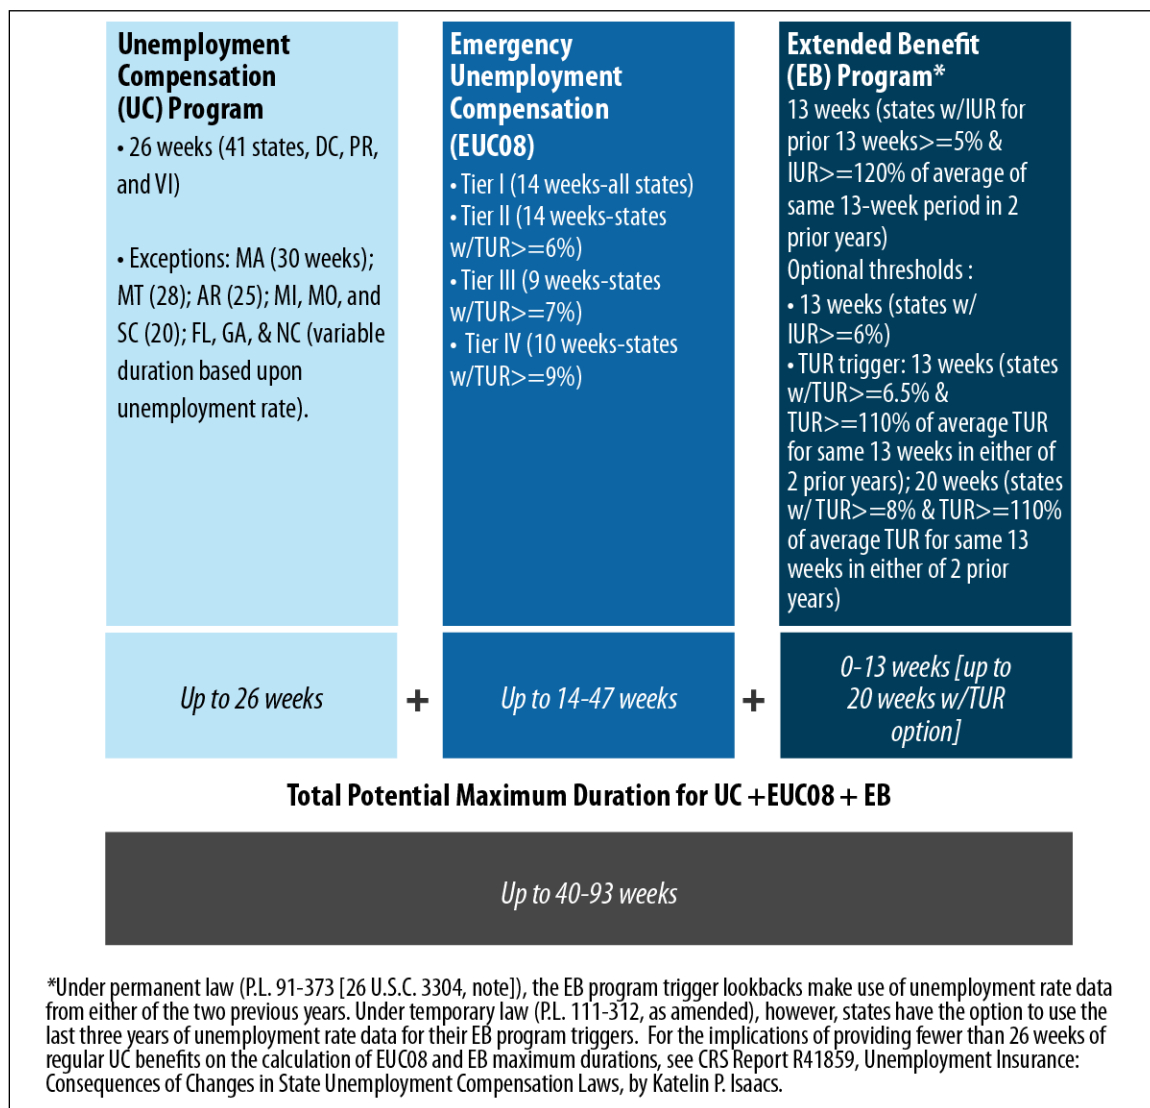 Unemployment
Compensation
(UC) Program
• 26 weeks (41 states, DC, PR,
and VI)
• Exceptions: MA (30 weeks);
MT (28); AR (25); MI, MO, and
SC (20); FL, GA, & NC (variable
duration based upon
unemployment rate).
Emergency
Unemployment
Compensation
(EUC08)
• Tier I (14 weeks-all states)
• Tier II (14 weeks-states
w/TUR>=6%)
• Tier III (9 weeks-states
w/TUR>=7%)
• Tier IV (10 weeks-states
w/TUR>=9%)
Extended Benefit
(EB) Program*
13 weeks (states w/IUR for
prior 13 weeks>=5% &
IUR>=120% of average of
same 13-week period in 2
prior years)
Optional thresholds :
• 13 weeks (states w/
IUR>=6%)
• TUR trigger: 13 weeks (states
w/TUR>=6.5% &
TUR>=110% of average TUR
for same 13 weeks in either of
2 prior years); 20 weeks (states
w/ TUR>=8% & TUR>=110%
of average TUR for same 13
weeks in either of 2 prior
years)
Up to 26 weeks
+
Up to 14-47 weeks
+
0-13 weeks [up to
20 weeks w/TUR
option]
Total Potential Maximum Duration for UC +EUC08 + EB
Up to 40-93 weeks
*Under permanent law (P.L. 91-373 [26 U.S.C. 3304, note]), the EB program trigger lookbacks make use of unemployment rate data
from either of the two previous years. Under temporary law (P.L. 111-312, as amended), however, states have the option to use the
last three years of unemployment rate data for their EB program triggers. For the implications of providing fewer than 26 weeks of
regular UC benefits on the calculation of EUC08 and EB maximum durations, see CRS Report R41859, Unemployment Insurance:
Consequences of Changes in State Unemployment Compensation Laws, by Katelin P. Isaacs.